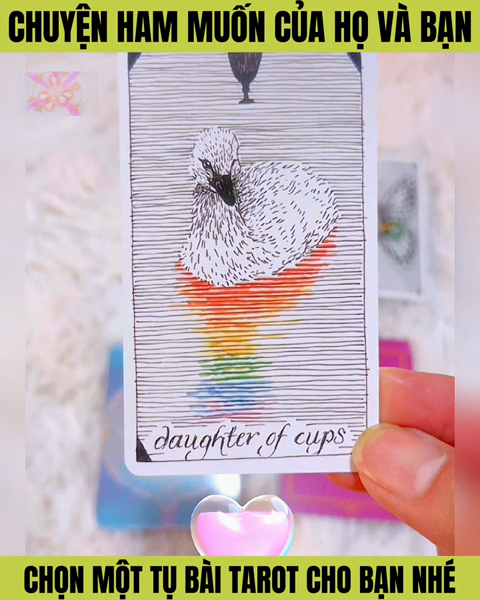 CHUYỆN HAM MUỐN CỦA HỌ VÀ BẠN
daughter of cups
CHỌN MỘT TỤ BÀI TAROT CHO BẠN NHÉ